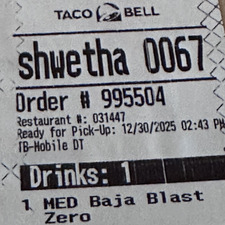 TACO BELL
shwetha 0067
Order # 995504
Restaurant #: 031447
Ready for Pick-Up: 12/30/2025 02:43 PM
TB-Mobile DT
Drinks: 1
1 MED Baja Blast
Zero